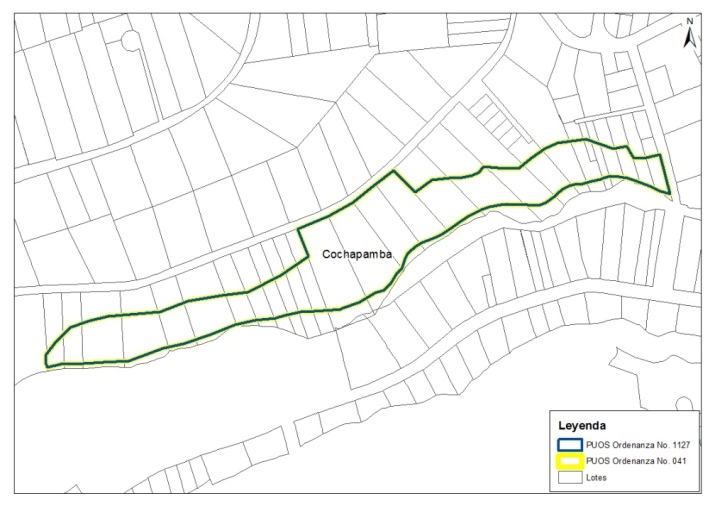 N
Cochapamba
Leyenda
PUOS Ordenanza No. 1127
PUOS Ordenanza No. 041
Lotes